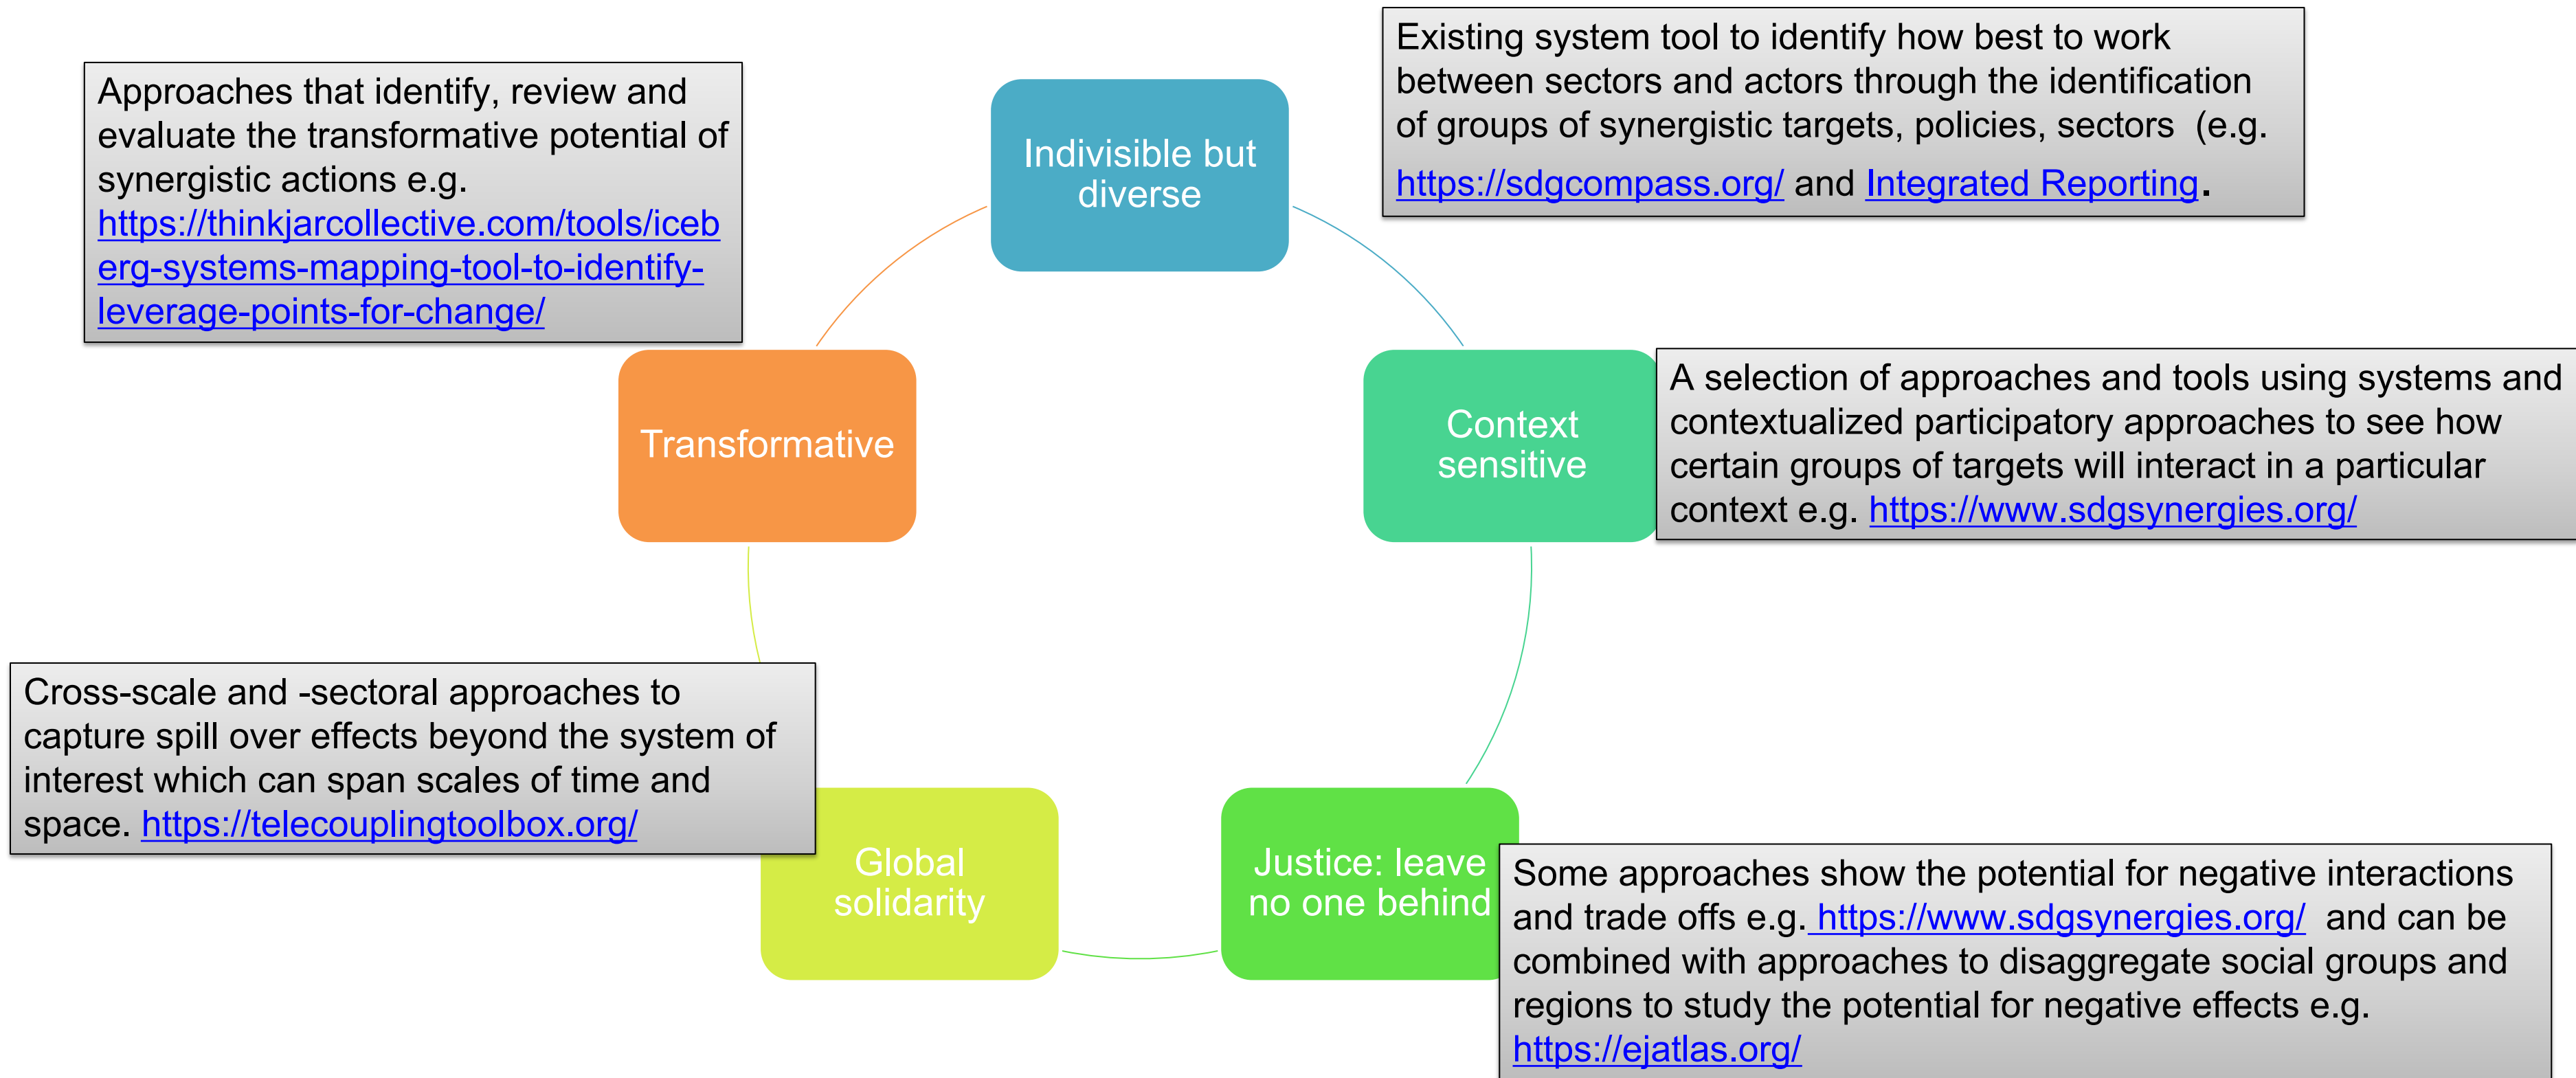 Approaches that identify, review and
evaluate the transformative potential of
synergistic actions e.g.
https://thinkjarcollective.com/tools/iceb
erg-systems-mapping-tool-to-identify-
leverage-points-for-change/
Indivisible but
diverse
Existing system tool to identify how best to work
between sectors and actors through the identification
of groups of synergistic targets, policies, sectors  (e.g.
https://sdgcompass.org/ and Integrated Reporting.
Transformative
Context
sensitive
A selection of approaches and tools using systems and
contextualized participatory approaches to see how
certain groups of targets will interact in a particular
context e.g. https://www.sdgsynergies.org/
Cross-scale and -sectoral approaches to
capture spill over effects beyond the system of
interest which can span scales of time and
space. https://telecouplingtoolbox.org/
Global
solidarity
Justice: leave
no one behind
Some approaches show the potential for negative interactions
and trade offs e.g. https://www.sdgsynergies.org/  and can be
combined with approaches to disaggregate social groups and
regions to study the potential for negative effects e.g.
https://ejatlas.org/